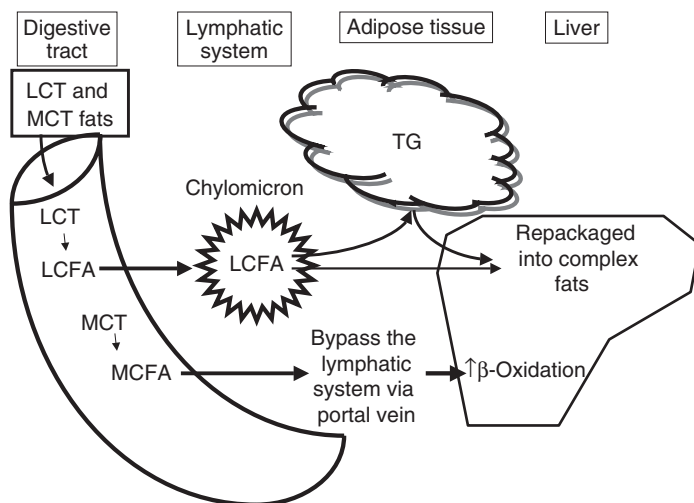 Digestive
tract
Lymphatic
system
Adipose tissue
Liver
LCT and
MCT fats
TG
Chylomicron
LCT
LCFA
LCFA
Repackaged
into complex
fats
MCT
MCFA
Bypass the
lymphatic
system via
portal vein
↑β-Oxidation